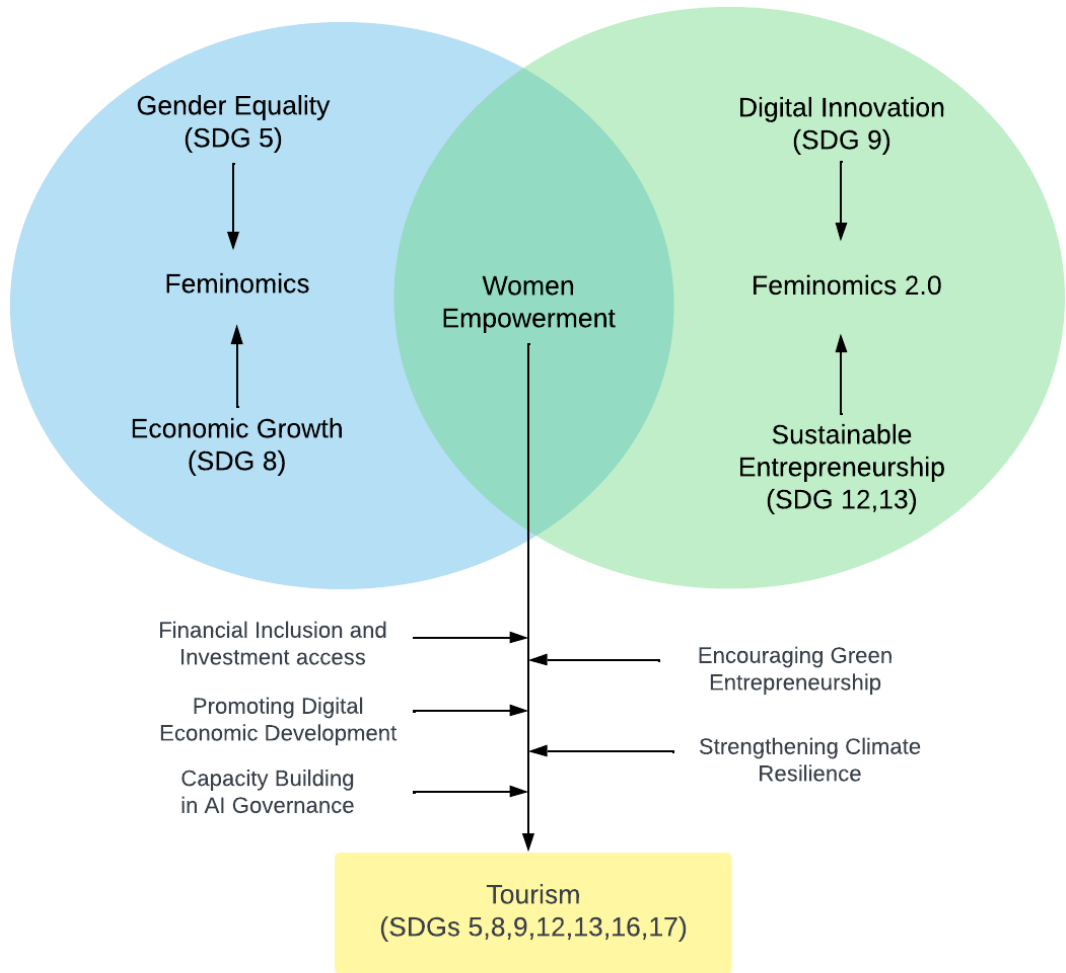 Gender Equality
(SDG 5)
Feminomics
Economic Growth
(SDG 8)
Women
Empowerment
Digital Innovation
(SDG 9)
Feminomics 2.0
Sustainable
Entrepreneurship
(SDG 12,13)
Financial Inclusion and
Investment access
Encouraging Green
Entrepreneurship
Promoting Digital
Economic Development
Strengthening Climate
Resilience
Capacity Building
in AI Governance
Tourism
(SDGs 5,8,9,12,13,16,17)